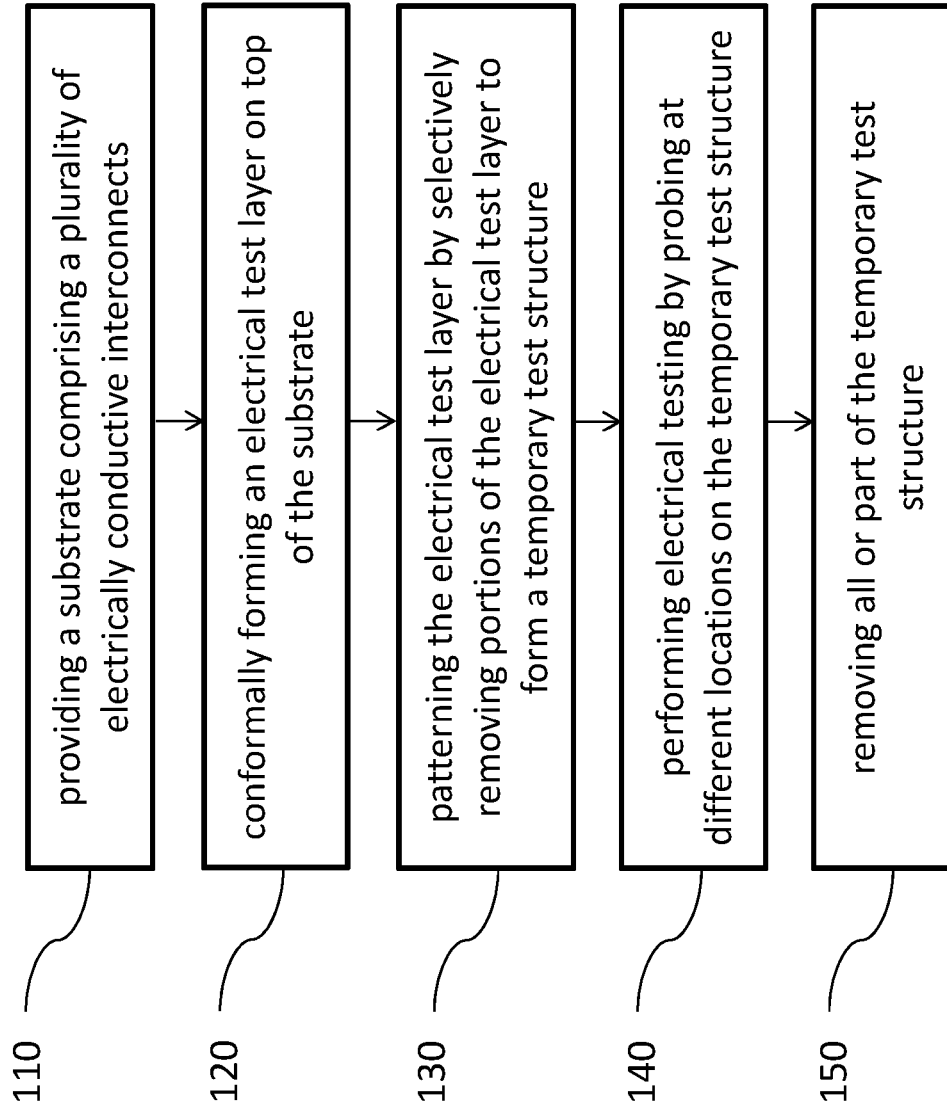 110
providing a substrate comprising a plurality of
electrically conductive interconnects
120
conformally forming an electrical test layer on top
of the substrate
130
patterning the electrical test layer by selectively
removing portions of the electrical test layer to
form a temporary test structure
140
performing electrical testing by probing at
different locations on the temporary test structure
150
removing all or part of the temporary test
structure